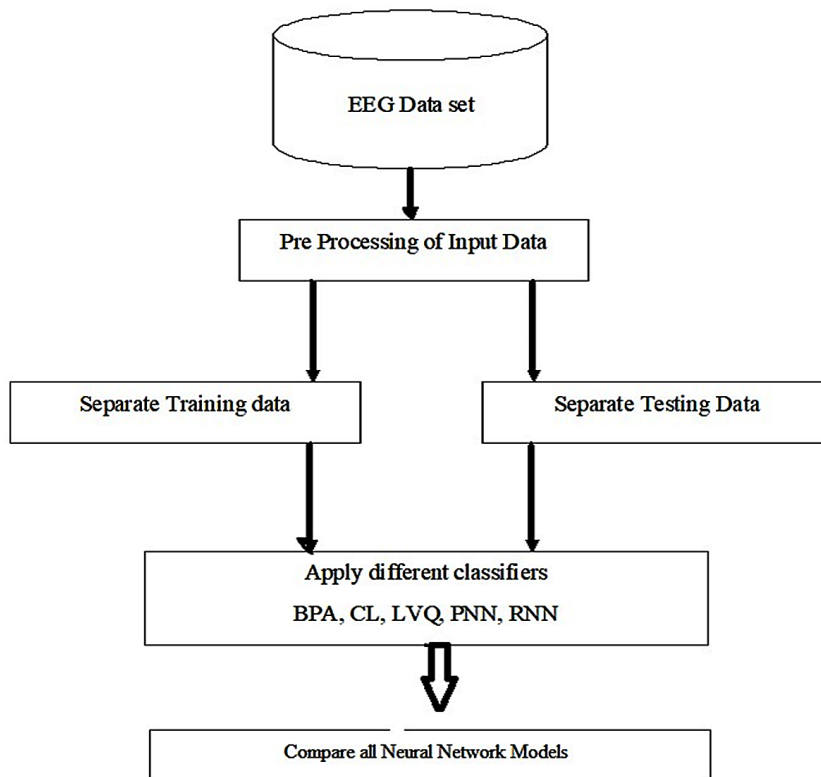 EEG Data set
Pre Processing of Input Data
Separate Training data
Separate Testing Data
Apply different classifiers
BPA, CL, LVQ, PNN, RNN
Compare all Neural Network Models